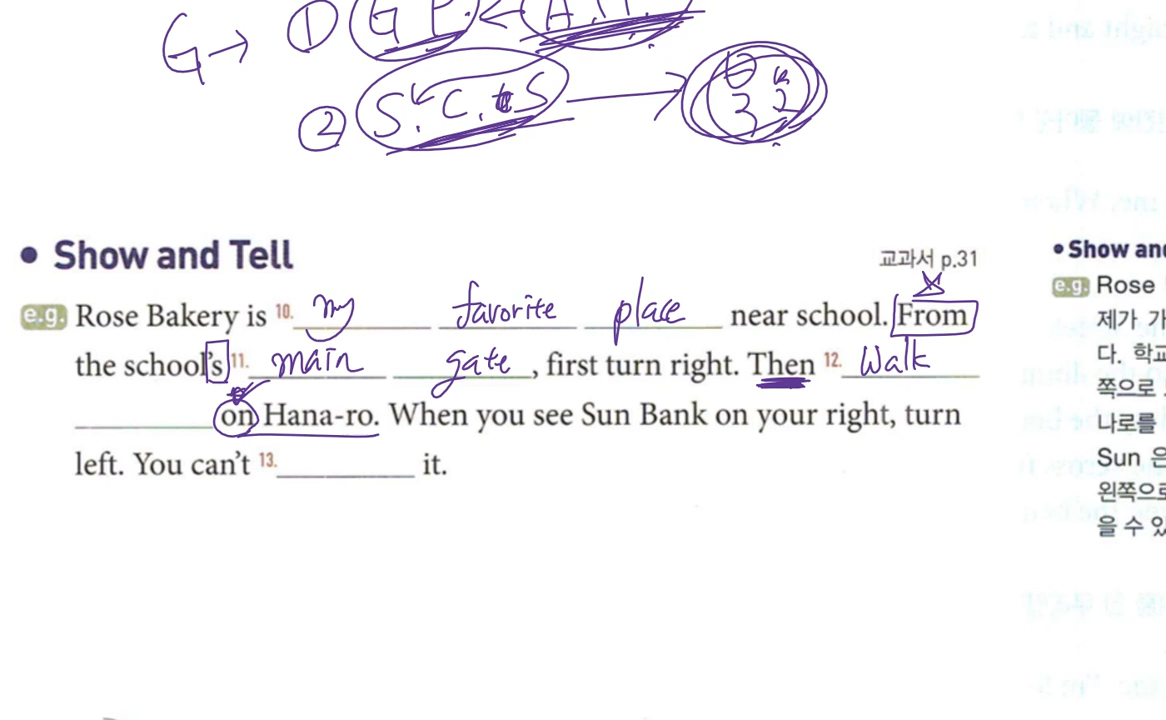 G → ① G P. <
② S. C. S → 3 2
• Show and Tell
교과서 p.31
e.g. Rose Bakery is 10. my favorite place near school. From
the school's 11. main gate, first turn right. Then 12. Walk
____ on Hana-ro. When you see Sun Bank on your right, turn
left. You can't 13. ____ it.
• Show and
e.g. Rose
제가 가
다. 학교
쪽으로
나로를
Sun 은
왼쪽으로
을 수 있